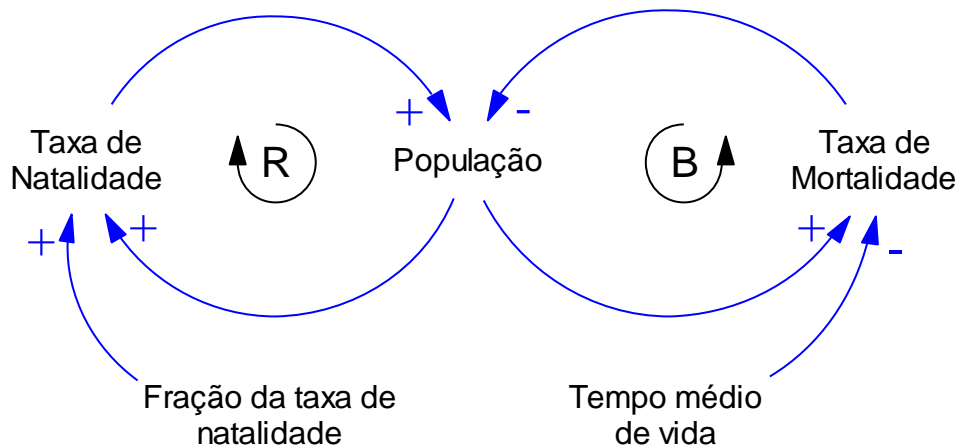 +
-
Taxa de
Natalidade
R
População
B
Taxa de
Mortalidade
+
+
+
-
Fração da taxa de
natalidade
Tempo médio
de vida